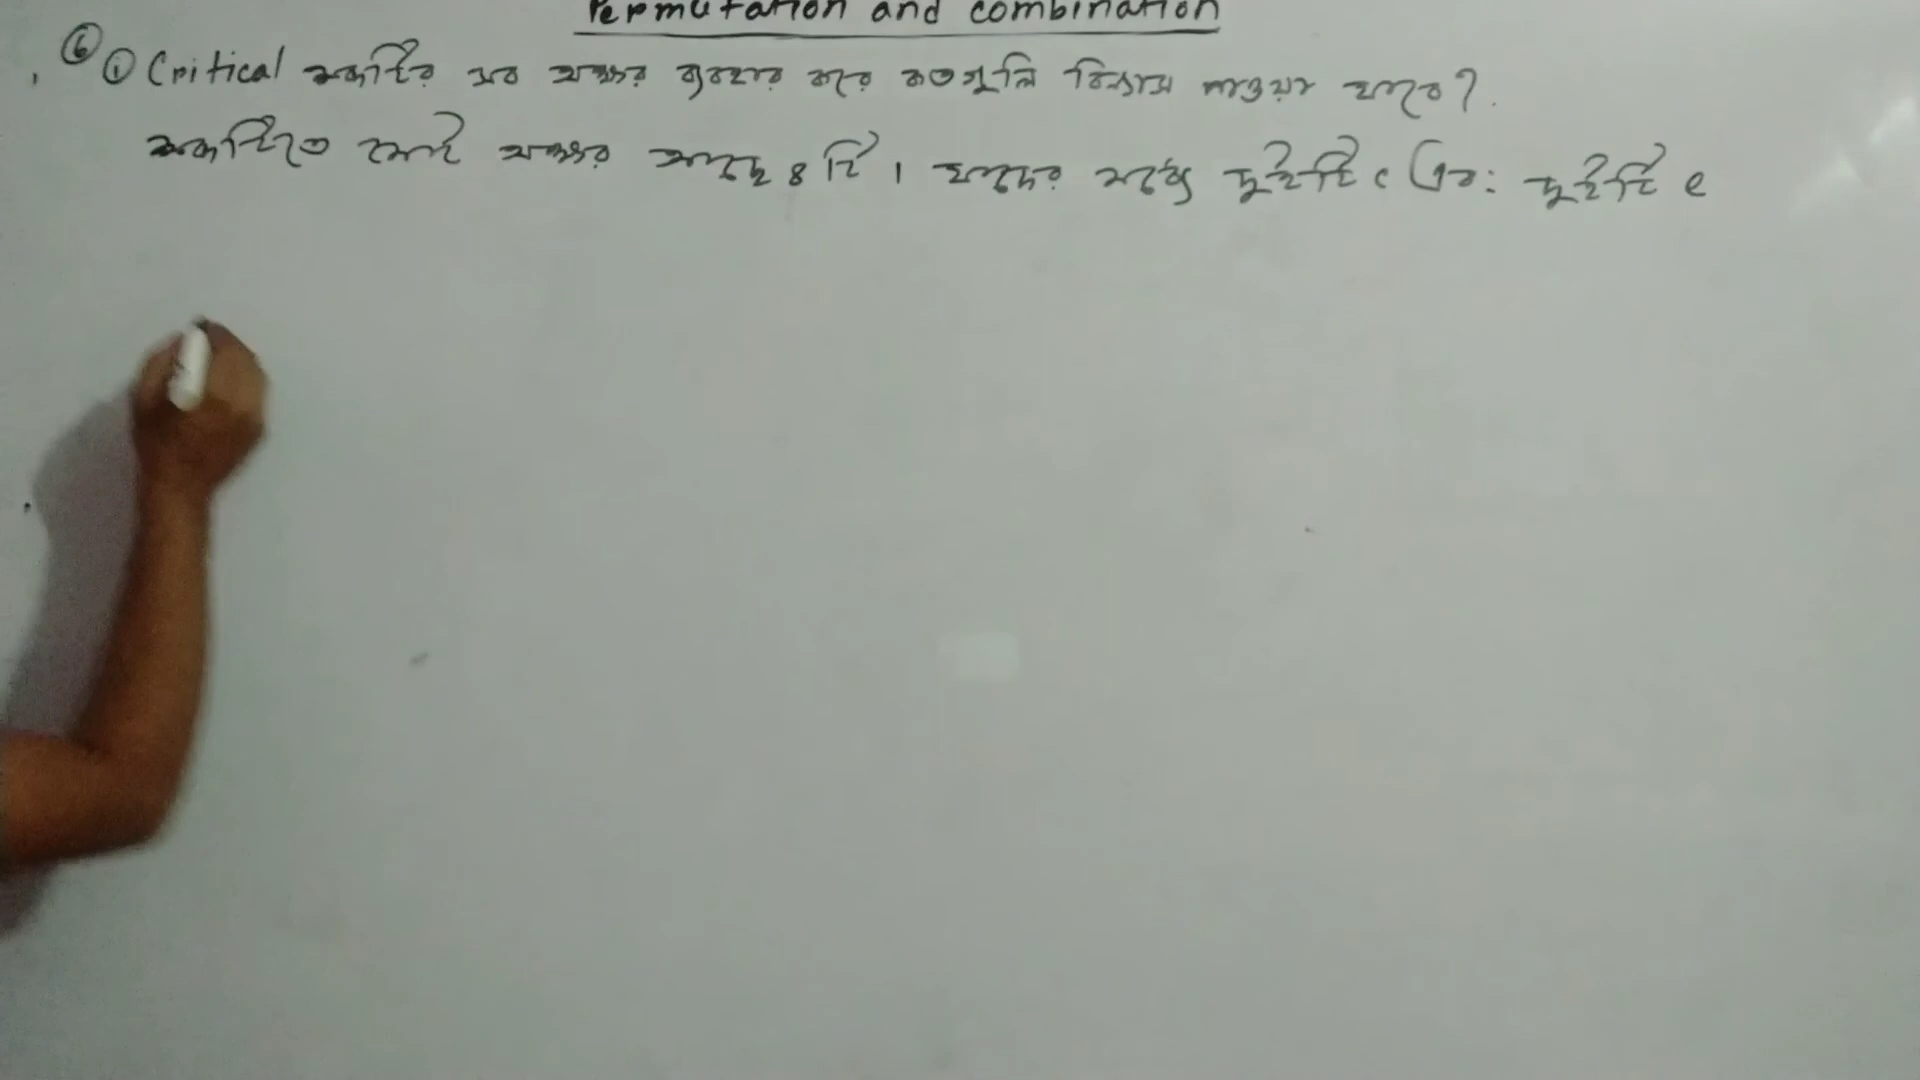 Permutation and combination
⑥ ① Critical শব্দটির সব অক্ষর ব্যবহার করে কতগুলি বিন্যাস পাওয়া যাবে?
শব্দটিতে মোট অক্ষর আছে 8 টি। যাদের মধ্যে দুইটি c এবং দুইটি e